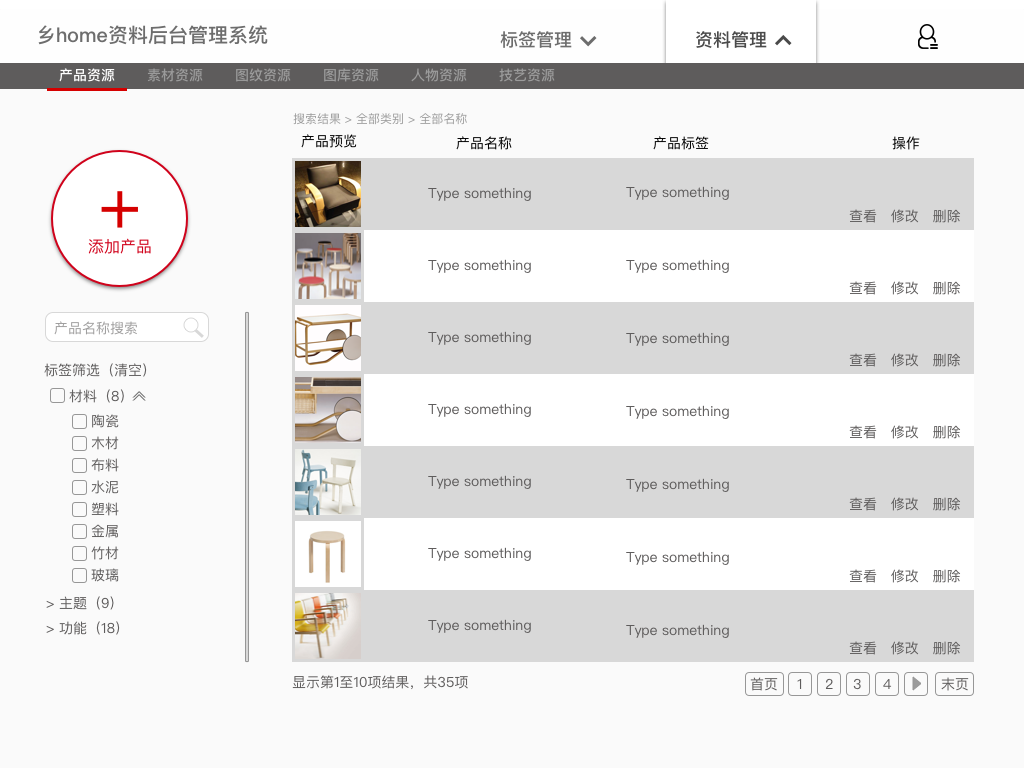 乡home资料后台管理系统
标签管理
资料管理
产品资源 素材资源 图纹资源 图库资源 人物资源 技艺资源
搜索结果 > 全部类别 > 全部名称
产品预览 产品名称 产品标签 操作
添加产品
产品名称搜索
标签筛选（清空）
材料（8）
陶瓷
木材
布料
水泥
塑料
金属
竹材
玻璃
> 主题（9）
> 功能（18）
Type something Type something
查看 修改 删除
Type something Type something
查看 修改 删除
Type something Type something
查看 修改 删除
Type something Type something
查看 修改 删除
Type something Type something
查看 修改 删除
Type something Type something
查看 修改 删除
Type something Type something
查看 修改 删除
显示第1至10项结果，共35项
首页 1 2 3 4 末页